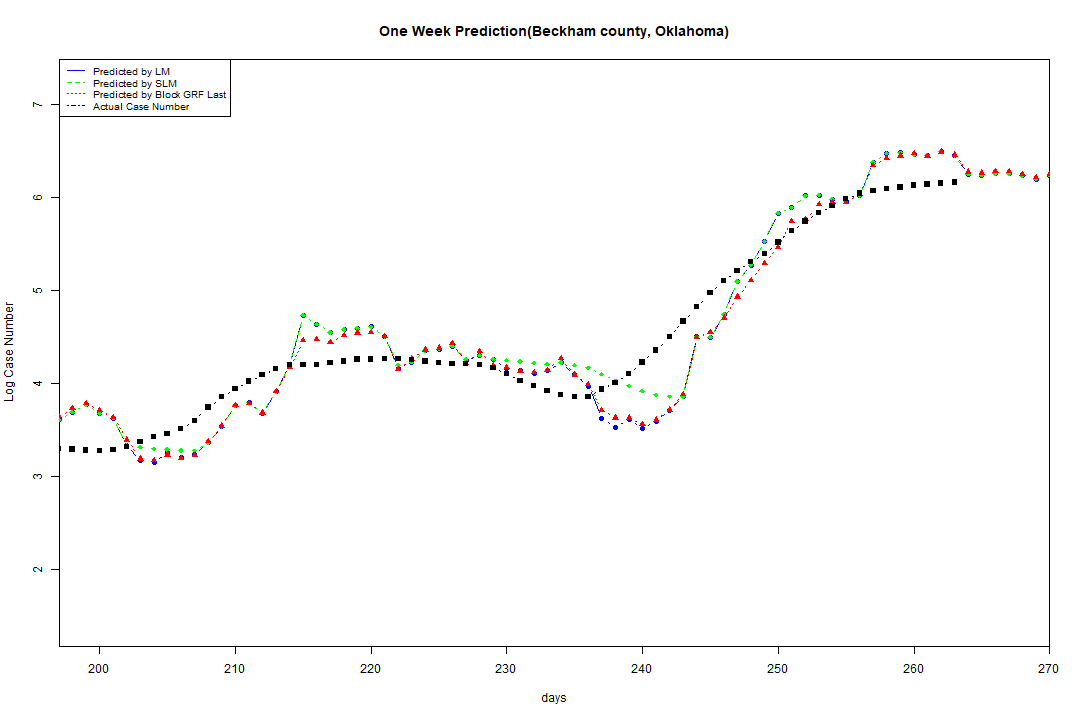 One Week Prediction(Beckham county, Oklahoma)
Predicted by LM
Predicted by SLM
Predicted by Block GRF Last
Actual Case Number
7
6
5
4
3
2
Log Case Number
200 210 220 230 240 250 260 270
days